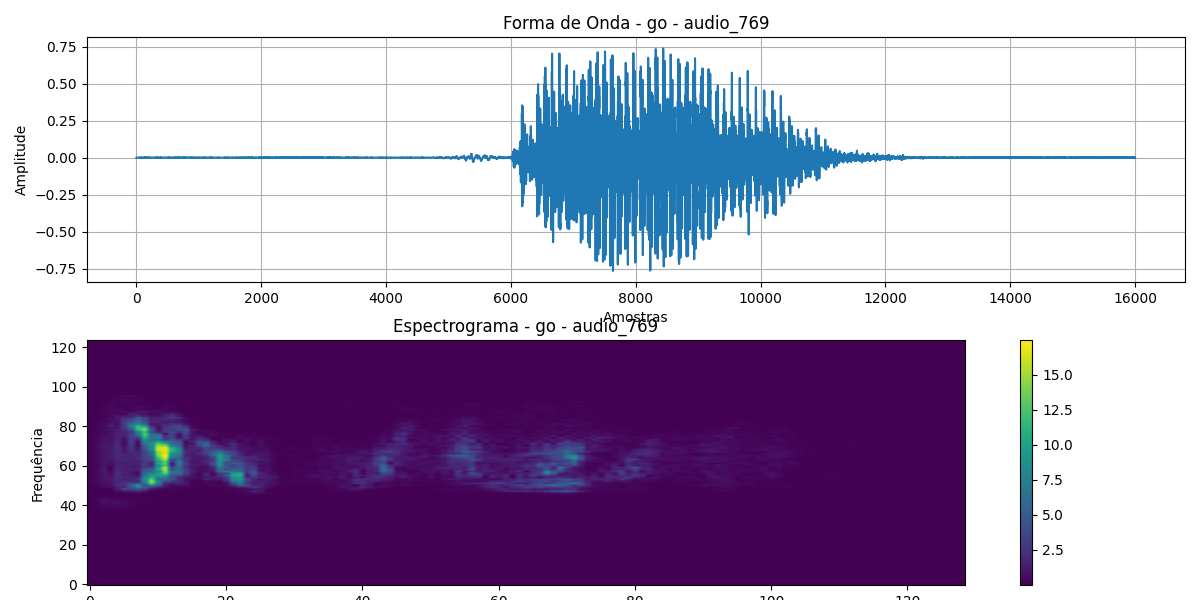 Forma de Onda - go - audio_769
0.75
0.50
0.25
0.00
−0.25
−0.50
−0.75
Amplitude
0 2000 4000 6000 8000 10000 12000 14000 16000
Amostras
Espectrograma - go - audio_769
120
100
80
60
40
20
0
Frequência
0 20 40 60 80 100 120
15.0
12.5
10.0
7.5
5.0
2.5